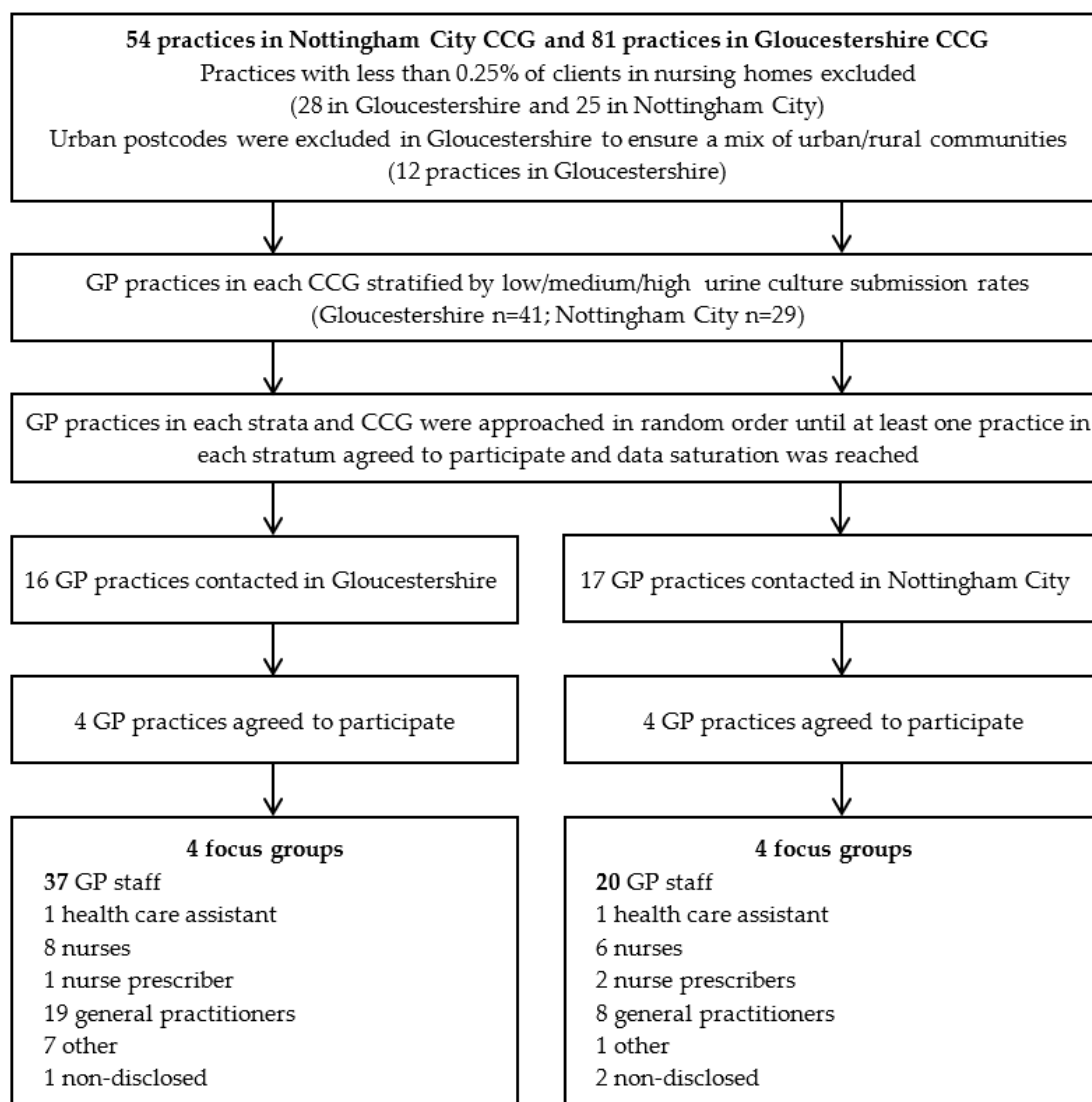 54 practices in Nottingham City CCG and 81 practices in Gloucestershire CCG
Practices with less than 0.25% of clients in nursing homes excluded
(28 in Gloucestershire and 25 in Nottingham City)
Urban postcodes were excluded in Gloucestershire to ensure a mix of urban/rural communities
(12 practices in Gloucestershire)
GP practices in each CCG stratified by low/medium/high urine culture submission rates
(Gloucestershire n=41; Nottingham City n=29)
GP practices in each strata and CCG were approached in random order until at least one practice in
each stratum agreed to participate and data saturation was reached
16 GP practices contacted in Gloucestershire
17 GP practices contacted in Nottingham City
4 GP practices agreed to participate
4 GP practices agreed to participate
4 focus groups
37 GP staff
1 health care assistant
8 nurses
1 nurse prescriber
19 general practitioners
7 other
1 non-disclosed
4 focus groups
20 GP staff
1 health care assistant
6 nurses
2 nurse prescribers
8 general practitioners
1 other
2 non-disclosed